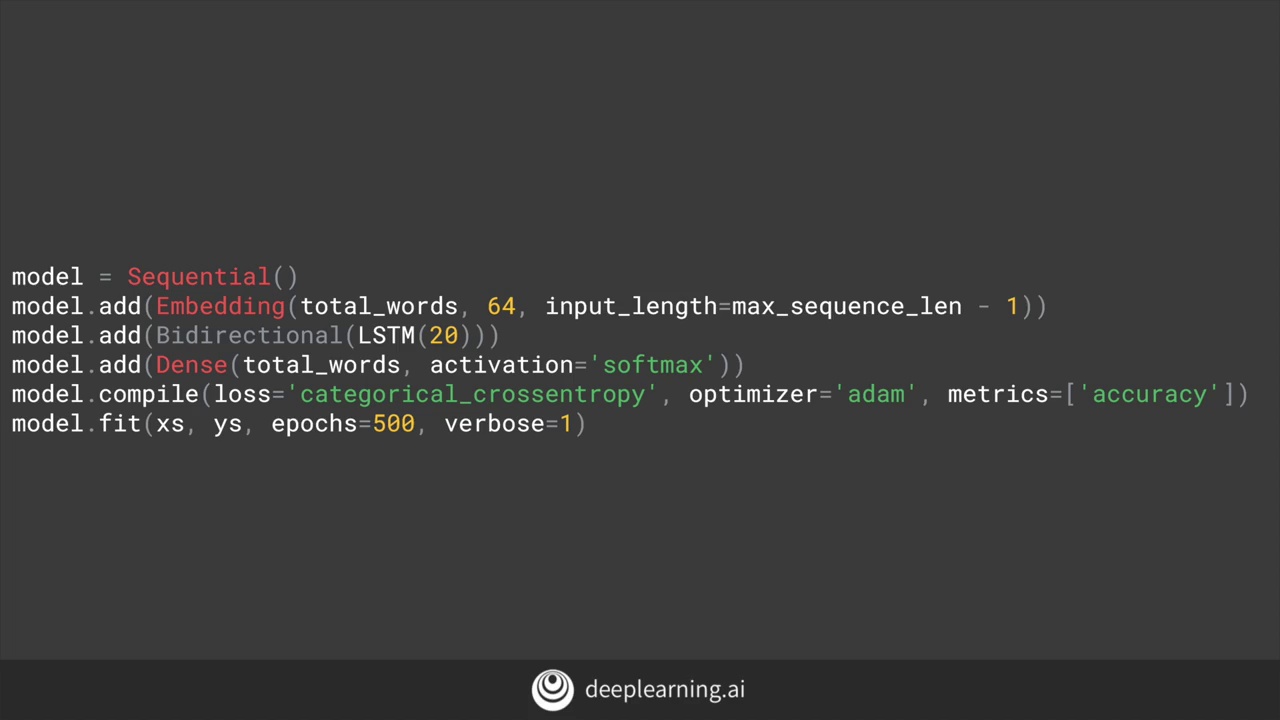 model = Sequential()
model.add(Embedding(total_words, 64, input_length=max_sequence_len - 1))
model.add(Bidirectional(LSTM(20)))
model.add(Dense(total_words, activation='softmax'))
model.compile(loss='categorical_crossentropy', optimizer='adam', metrics=['accuracy'])
model.fit(xs, ys, epochs=500, verbose=1)
deeplearning.ai